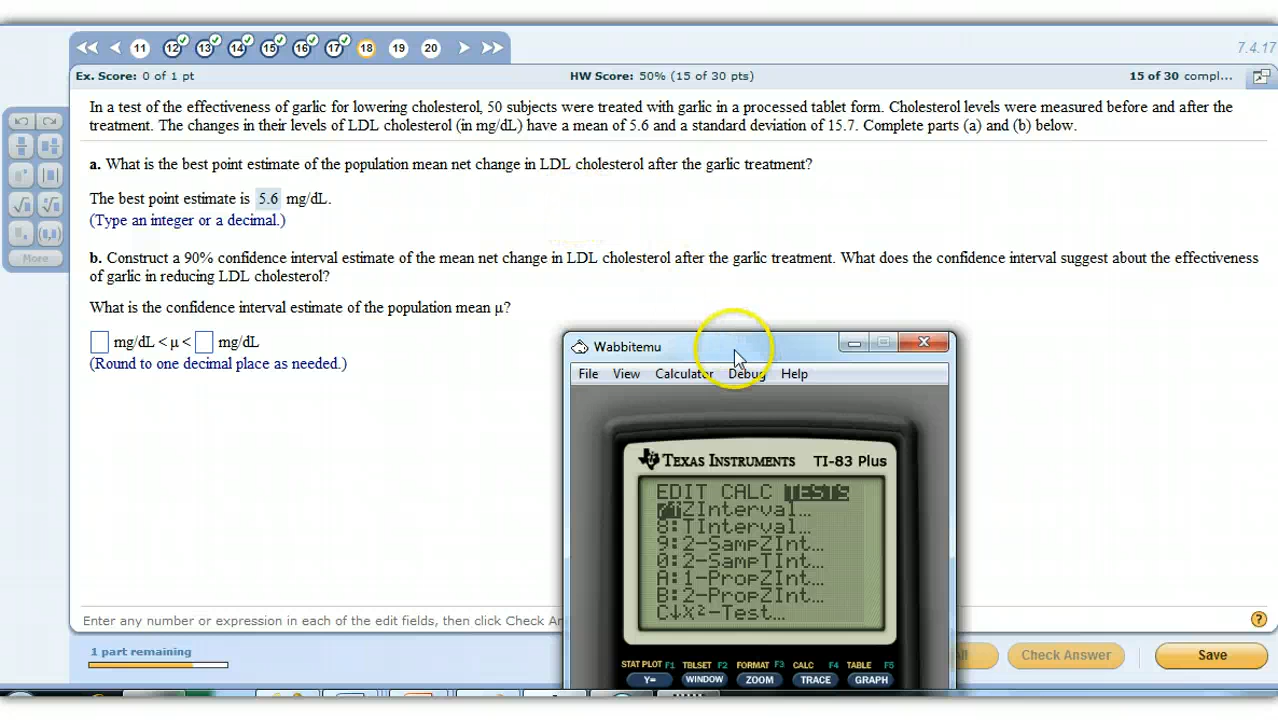 11 12 13 14 15 16 17 18 19 20
7.4.17
Ex. Score: 0 of 1 pt
HW Score: 50% (15 of 30 pts)
15 of 30 compl...
In a test of the effectiveness of garlic for lowering cholesterol, 50 subjects were treated with garlic in a processed tablet form. Cholesterol levels were measured before and after the
treatment. The changes in their levels of LDL cholesterol (in mg/dL) have a mean of 5.6 and a standard deviation of 15.7. Complete parts (a) and (b) below.
a. What is the best point estimate of the population mean net change in LDL cholesterol after the garlic treatment?
The best point estimate is 5.6 mg/dL.
(Type an integer or a decimal.)
More
b. Construct a 90% confidence interval estimate of the mean net change in LDL cholesterol after the garlic treatment. What does the confidence interval suggest about the effectiveness
of garlic in reducing LDL cholesterol?
What is the confidence interval estimate of the population mean μ?
mg/dL < μ < mg/dL
(Round to one decimal place as needed.)
Wabbitemu
File View Calculator Debug Help
TEXAS INSTRUMENTS TI-83 Plus
EDIT CALC TESTS
7:ZInterval...
8:TInterval...
9:2-SampZInt...
0:2-SampTInt...
A:1-PropZInt...
B:2-PropZInt...
C↓X²-Test...
STAT PLOT F1 TBLSET F2 FORMAT F3 CALC F4 TABLE F5
Y= WINDOW ZOOM TRACE GRAPH
Enter any number or expression in each of the edit fields, then click Check An
?
1 part remaining
Check Answer
Save